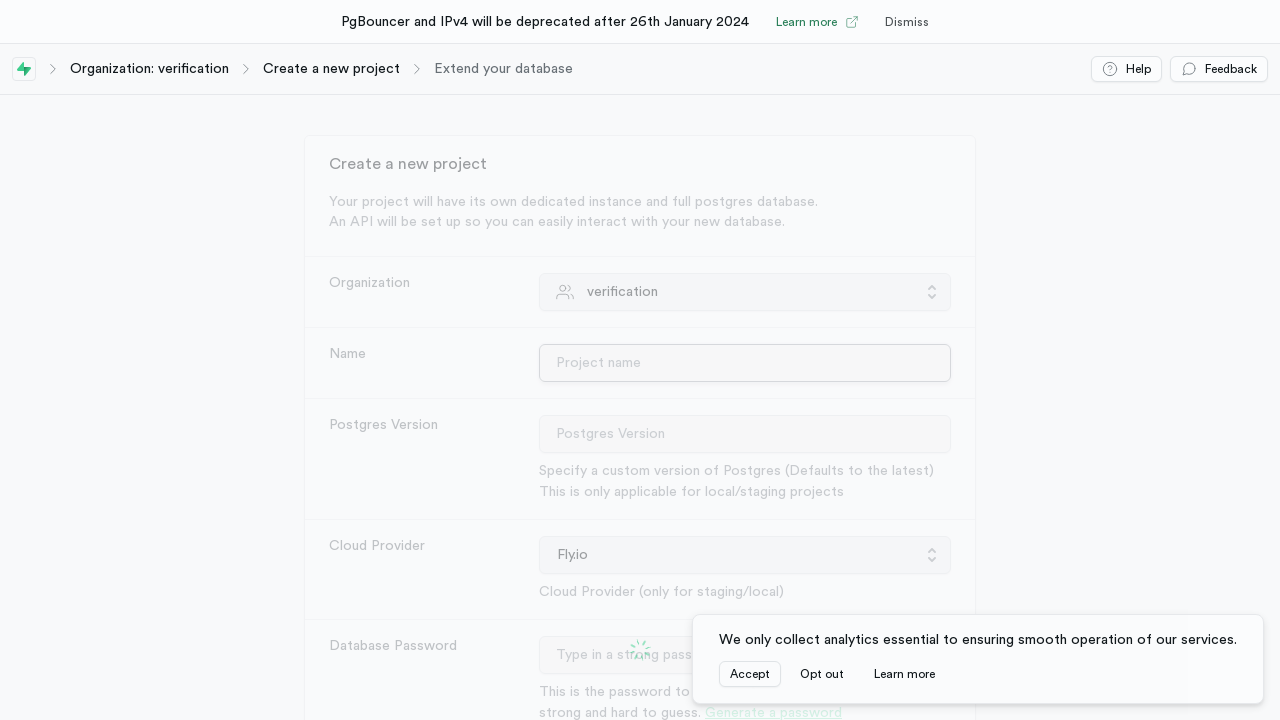 PgBouncer and IPv4 will be deprecated after 26th January 2024 Learn more Dismiss
Organization: verification Create a new project Extend your database Help Feedback
Create a new project
Your project will have its own dedicated instance and full postgres database.
An API will be set up so you can easily interact with your new database.
Organization verification
Name Project name
Postgres Version Postgres Version
Specify a custom version of Postgres (Defaults to the latest)
This is only applicable for local/staging projects
Cloud Provider Fly.io
Cloud Provider (only for staging/local)
Database Password Type in a strong pass
This is the password to
strong and hard to guess. Generate a password
We only collect analytics essential to ensuring smooth operation of our services.
Accept Opt out Learn more